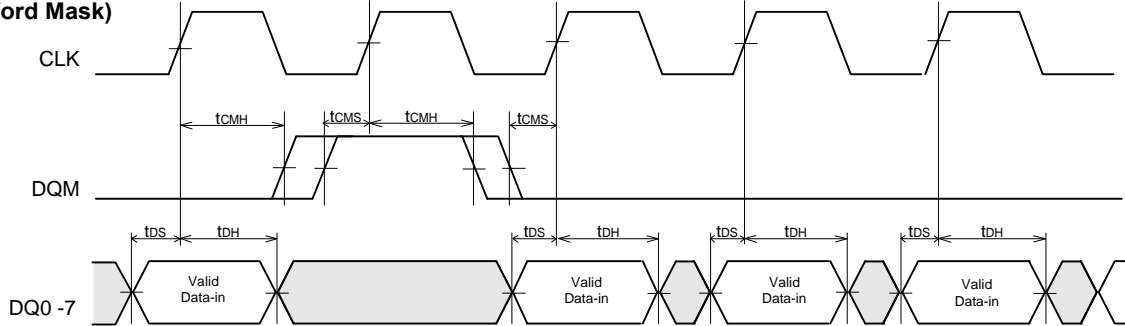 ord Mask)
CLK
tCMH tCMS tCMH tCMS
DQM
tDS tDH tDS tDH tDS tDH tDS tDH
Valid Data-in Valid Data-in Valid Data-in Valid Data-in
DQ0 -7